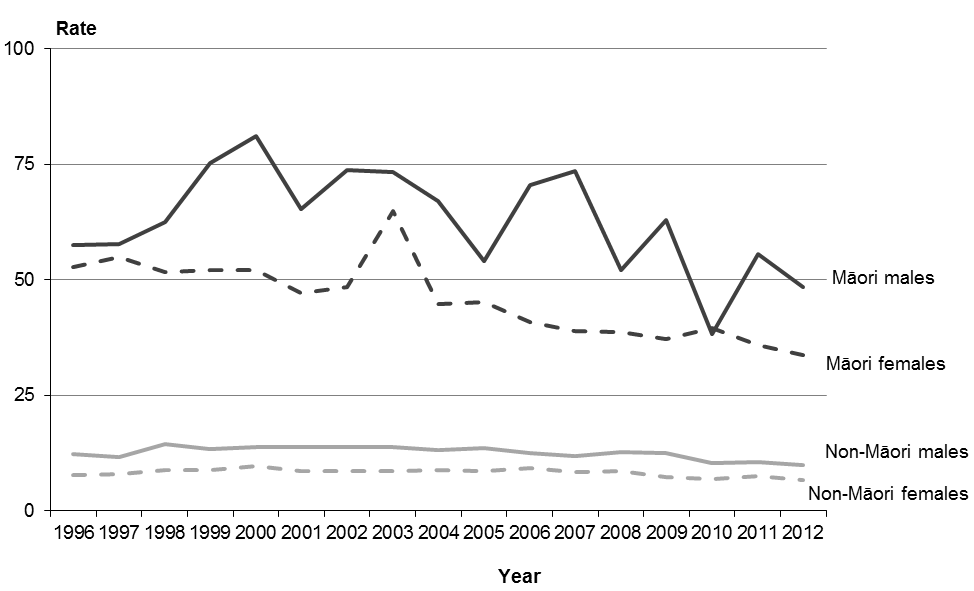 Rate
100
75
50
25
0
Māori males
Māori females
Non-Māori males
Non-Māori females
1996 1997 1998 1999 2000 2001 2002 2003 2004 2005 2006 2007 2008 2009 2010 2011 2012
Year